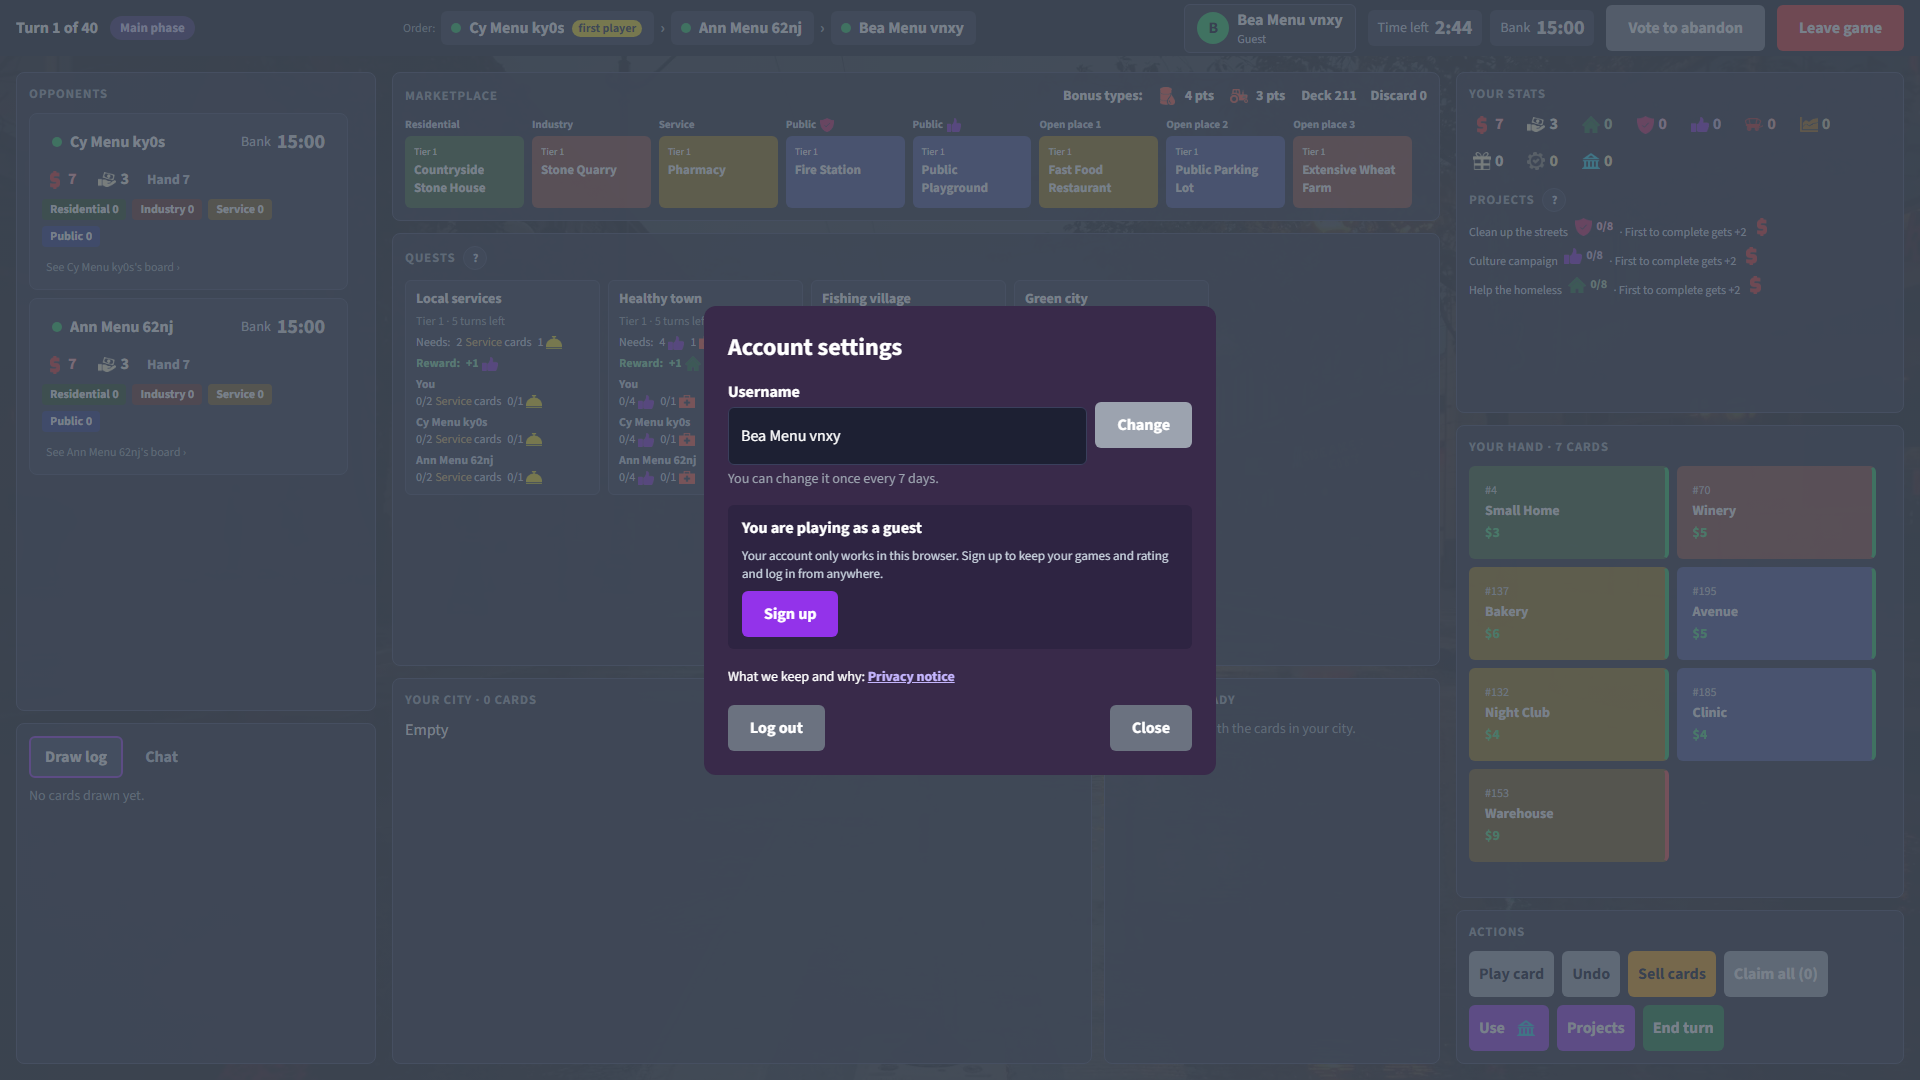 Turn 1 of 40 Main phase
Order: Cy Menu ky0s first player › Ann Menu 62nj › Bea Menu vnxy
B Bea Menu vnxy
Guest
Time left 2:44 Bank 15:00 Vote to abandon Leave game
OPPONENTS
Cy Menu ky0s Bank 15:00
7 3 Hand 7
Residential 0 Industry 0 Service 0
Public 0
See Cy Menu ky0s's board ›
Ann Menu 62nj Bank 15:00
7 3 Hand 7
Residential 0 Industry 0 Service 0
Public 0
See Ann Menu 62nj's board ›
Draw log Chat
No cards drawn yet.
MARKETPLACE Bonus types: 4 pts 3 pts Deck 211 Discard 0
Residential Industry Service Public Public Open place 1 Open place 2 Open place 3
Tier 1
Countryside
Stone House
Tier 1
Stone Quarry
Tier 1
Pharmacy
Tier 1
Fire Station
Tier 1
Public
Playground
Tier 1
Fast Food
Restaurant
Tier 1
Public Parking
Lot
Tier 1
Extensive Wheat
Farm
QUESTS ?
Local services
Tier 1 · 5 turns left
Needs: 2 Service cards 1
Reward: +1
You
0/2 Service cards 0/1
Cy Menu ky0s
0/2 Service cards 0/1
Ann Menu 62nj
0/2 Service cards 0/1
Healthy town
Tier 1 · 5 turns lef
Needs: 4 1
Reward: +1
You
0/4 0/1
Cy Menu ky0s
0/4 0/1
Ann Menu 62nj
0/4 0/1
Fishing village
Green city
Account settings
Username
Bea Menu vnxy Change
You can change it once every 7 days.
You are playing as a guest
Your account only works in this browser. Sign up to keep your games and rating
and log in from anywhere.
Sign up
What we keep and why: Privacy notice
Log out Close
YOUR CITY · 0 CARDS
Empty
DY
th the cards in your city.
YOUR STATS
7 3 0 0 0 0 0
0 0 0
PROJECTS ?
Clean up the streets 0/8 · First to complete gets +2
Culture campaign 0/8 · First to complete gets +2
Help the homeless 0/8 · First to complete gets +2
YOUR HAND · 7 CARDS
#4
Small Home
$3
#70
Winery
$5
#137
Bakery
$6
#195
Avenue
$5
#132
Night Club
$4
#185
Clinic
$4
#153
Warehouse
$9
ACTIONS
Play card Undo Sell cards Claim all (0)
Use Projects End turn